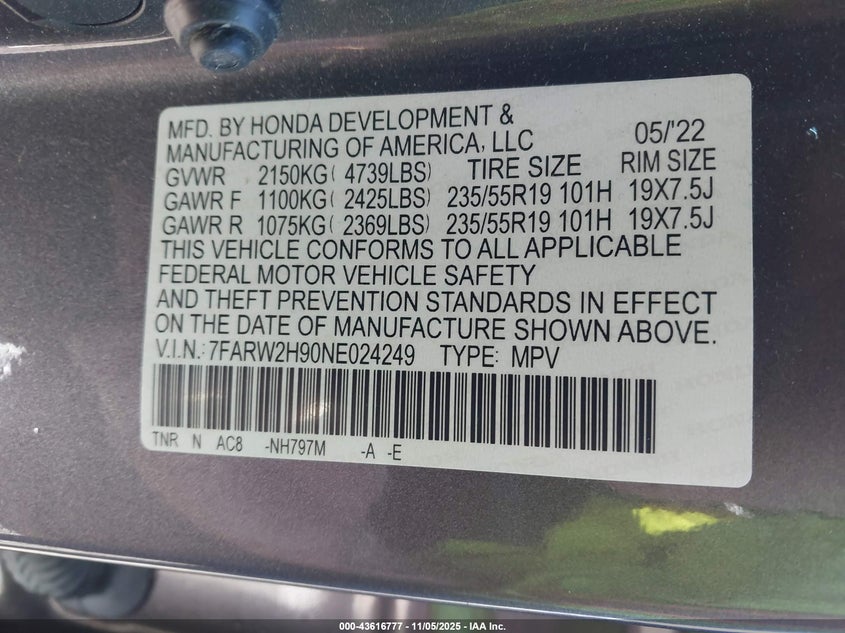 MFD. BY HONDA DEVELOPMENT &
MANUFACTURING OF AMERICA, LLC 05/'22
GVWR 2150KG( 4739LBS) TIRE SIZE RIM SIZE
GAWR F 1100KG( 2425LBS) 235/55R19 101H 19X7.5J
GAWR R 1075KG( 2369LBS) 235/55R19 101H 19X7.5J
THIS VEHICLE CONFORMS TO ALL APPLICABLE
FEDERAL MOTOR VEHICLE SAFETY
AND THEFT PREVENTION STANDARDS IN EFFECT
ON THE DATE OF MANUFACTURE SHOWN ABOVE.
V.I.N.: 7FARW2H90NE024249 TYPE: MPV
TNR N AC8 -NH797M -A -E
000-43616777 - 11/05/2025 - IAA Inc.